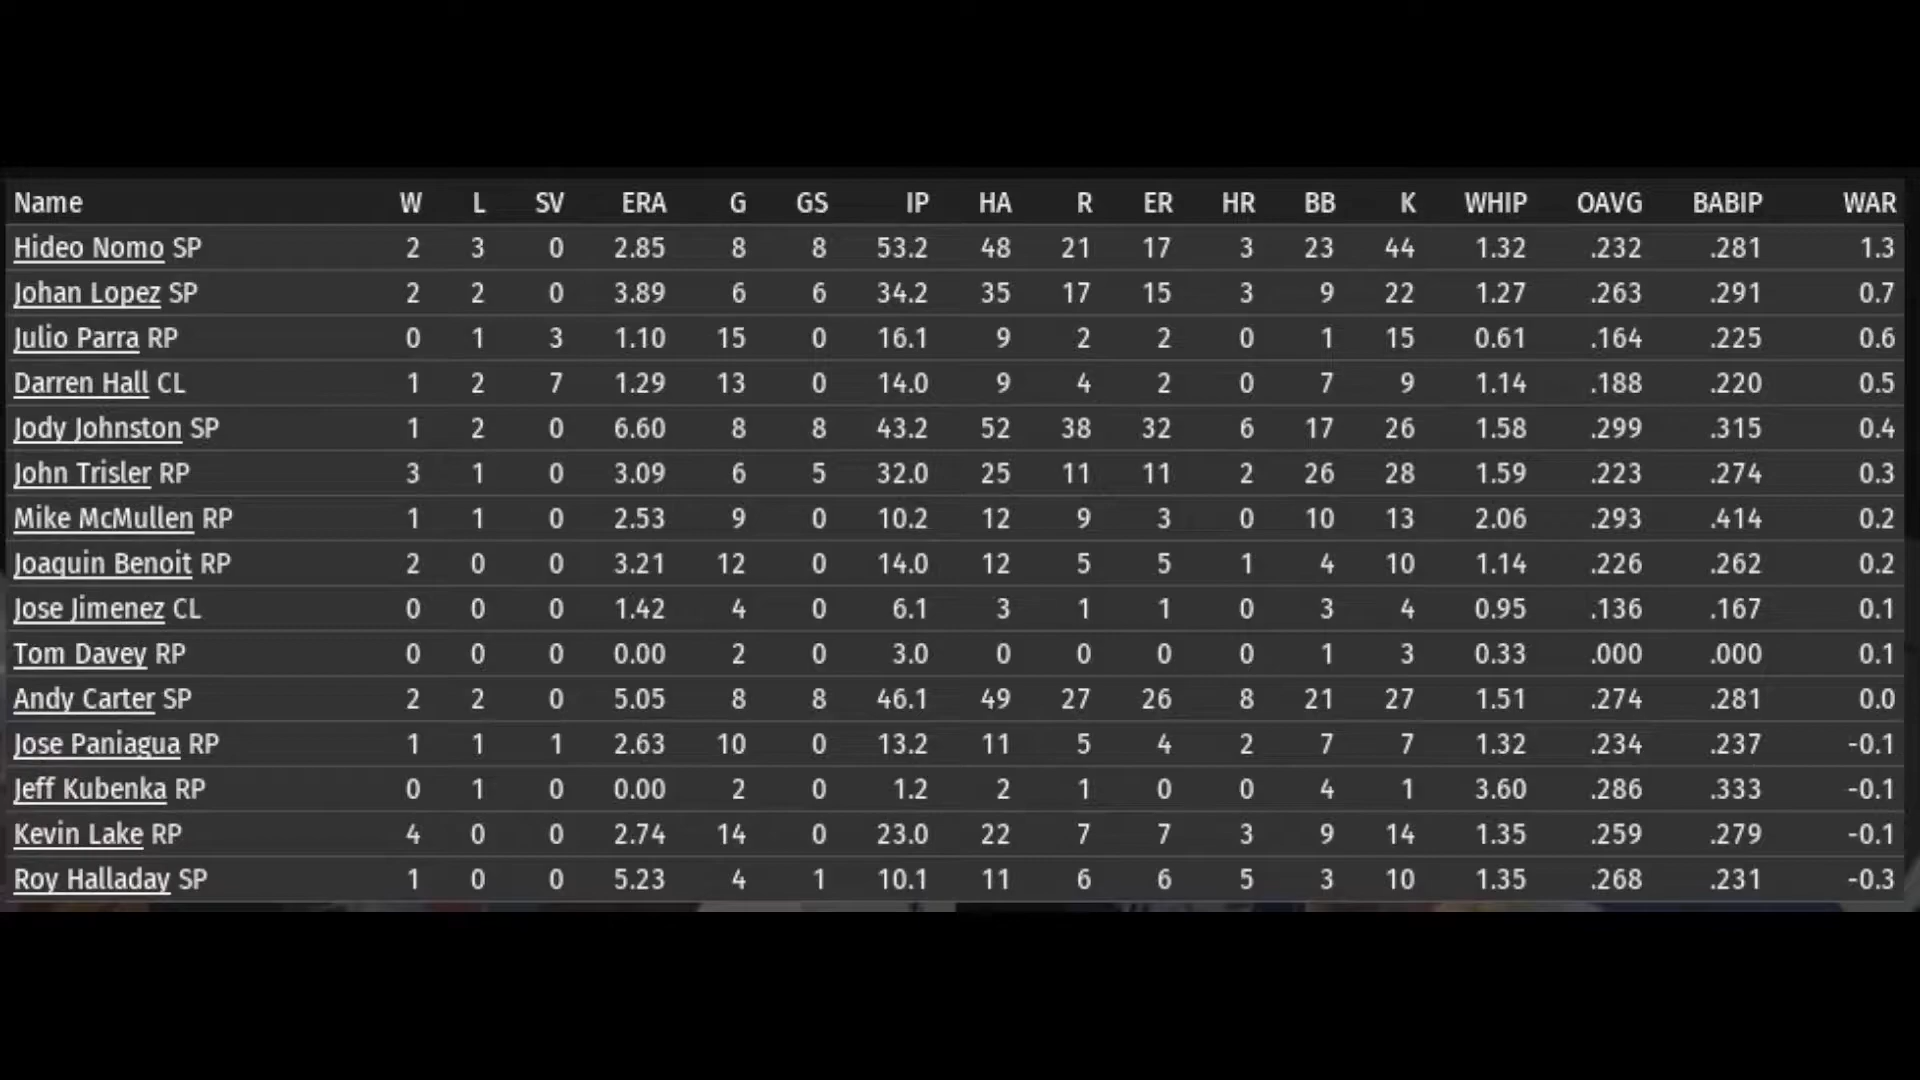 Name W L SV ERA G GS IP HA R ER HR BB K WHIP OAVG BABIP WAR
Hideo Nomo SP 2 3 0 2.85 8 8 53.2 48 21 17 3 23 44 1.32 .232 .281 1.3
Johan Lopez SP 2 2 0 3.89 6 6 34.2 35 17 15 3 9 22 1.27 .263 .291 0.7
Julio Parra RP 0 1 3 1.10 15 0 16.1 9 2 2 0 1 15 0.61 .164 .225 0.6
Darren Hall CL 1 2 7 1.29 13 0 14.0 9 4 2 0 7 9 1.14 .188 .220 0.5
Jody Johnston SP 1 2 0 6.60 8 8 43.2 52 38 32 6 17 26 1.58 .299 .315 0.4
John Trisler RP 3 1 0 3.09 6 5 32.0 25 11 11 2 26 28 1.59 .223 .274 0.3
Mike McMullen RP 1 1 0 2.53 9 0 10.2 12 9 3 0 10 13 2.06 .293 .414 0.2
Joaquin Benoit RP 2 0 0 3.21 12 0 14.0 12 5 5 1 4 10 1.14 .226 .262 0.2
Jose Jimenez CL 0 0 0 1.42 4 0 6.1 3 1 1 0 3 4 0.95 .136 .167 0.1
Tom Davey RP 0 0 0 0.00 2 0 3.0 0 0 0 0 1 3 0.33 .000 .000 0.1
Andy Carter SP 2 2 0 5.05 8 8 46.1 49 27 26 8 21 27 1.51 .274 .281 0.0
Jose Paniagua RP 1 1 1 2.63 10 0 13.2 11 5 4 2 7 7 1.32 .234 .237 -0.1
Jeff Kubenka RP 0 1 0 0.00 2 0 1.2 2 1 0 0 4 1 3.60 .286 .333 -0.1
Kevin Lake RP 4 0 0 2.74 14 0 23.0 22 7 7 3 9 14 1.35 .259 .279 -0.1
Roy Halladay SP 1 0 0 5.23 4 1 10.1 11 6 6 5 3 10 1.35 .268 .231 -0.3